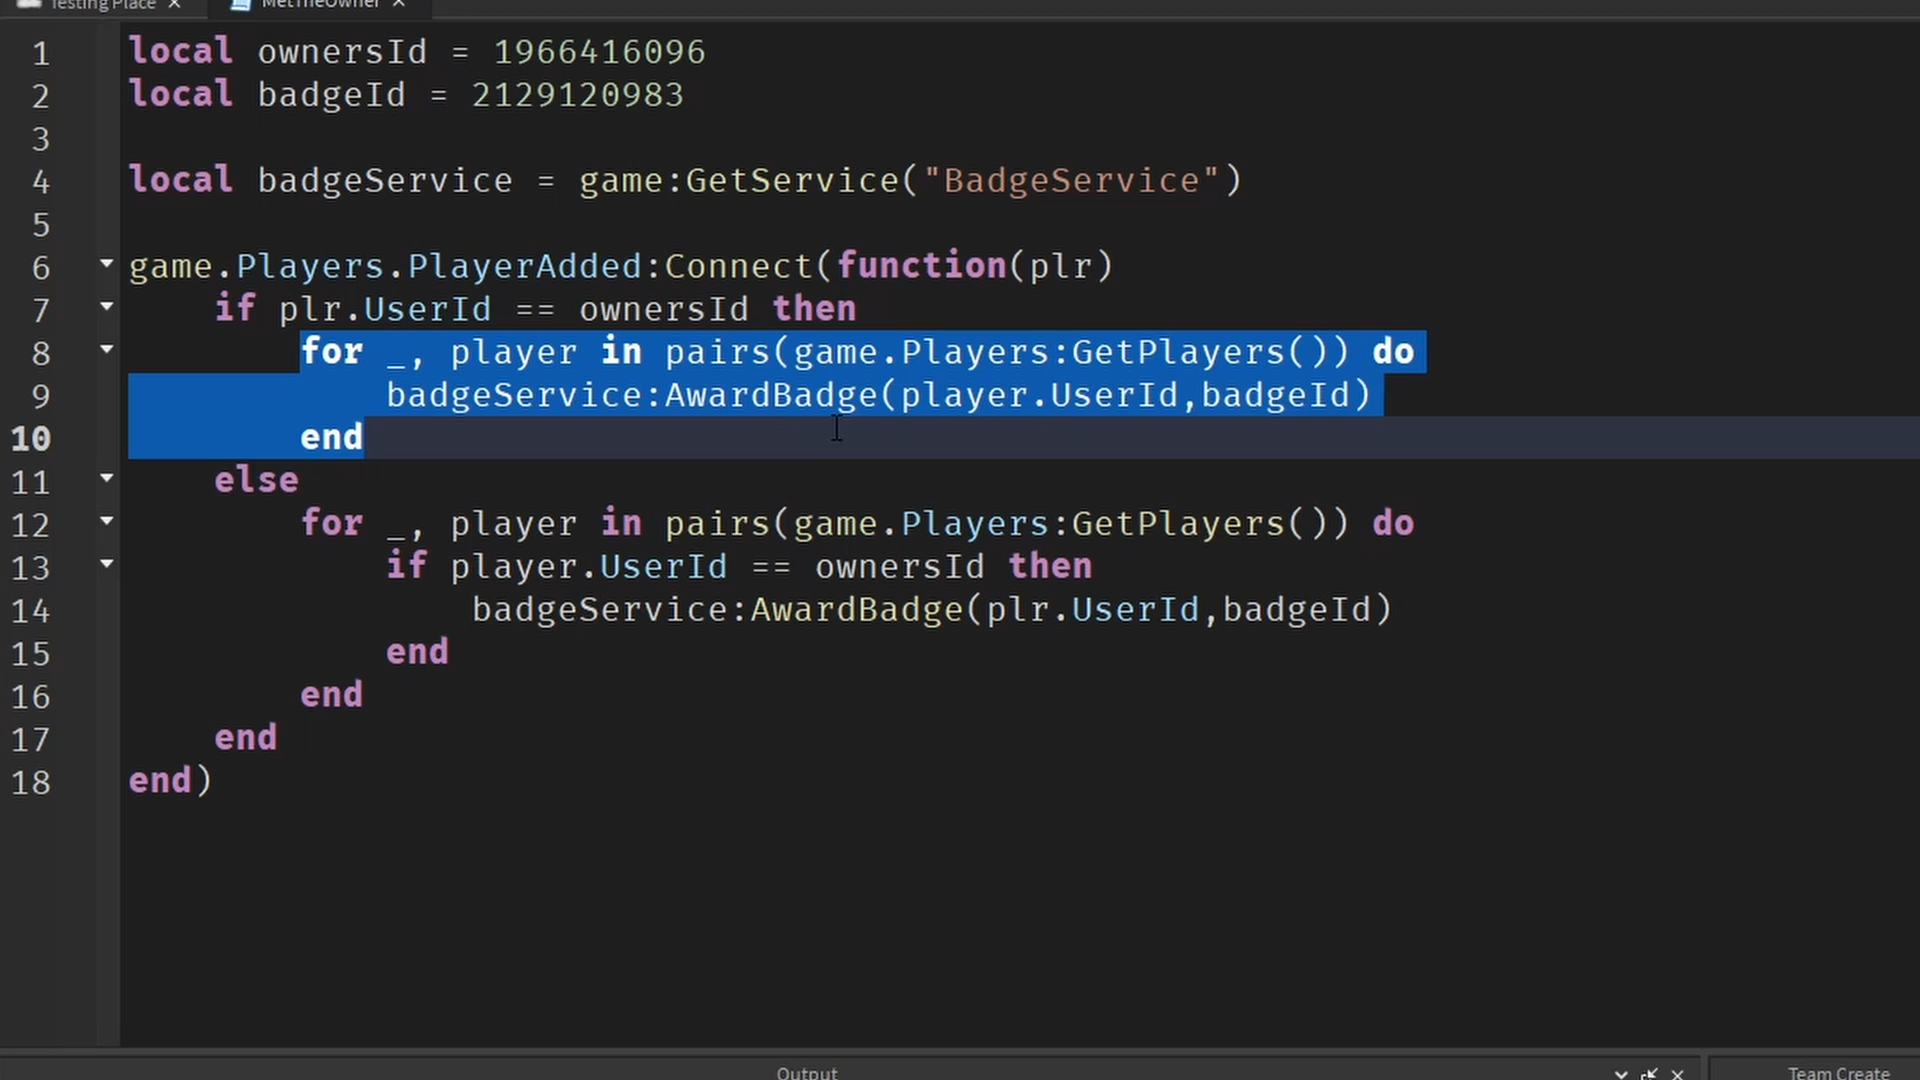 Testing Place ×
MetTheOwner ×
1 local ownersId = 1966416096
2 local badgeId = 2129120983
3
4 local badgeService = game:GetService("BadgeService")
5
6 game.Players.PlayerAdded:Connect(function(plr)
7 if plr.UserId == ownersId then
8 for _, player in pairs(game.Players:GetPlayers()) do
9 badgeService:AwardBadge(player.UserId,badgeId)
10 end
11 else
12 for _, player in pairs(game.Players:GetPlayers()) do
13 if player.UserId == ownersId then
14 badgeService:AwardBadge(plr.UserId,badgeId)
15 end
16 end
17 end
18 end)
Output
Team Create